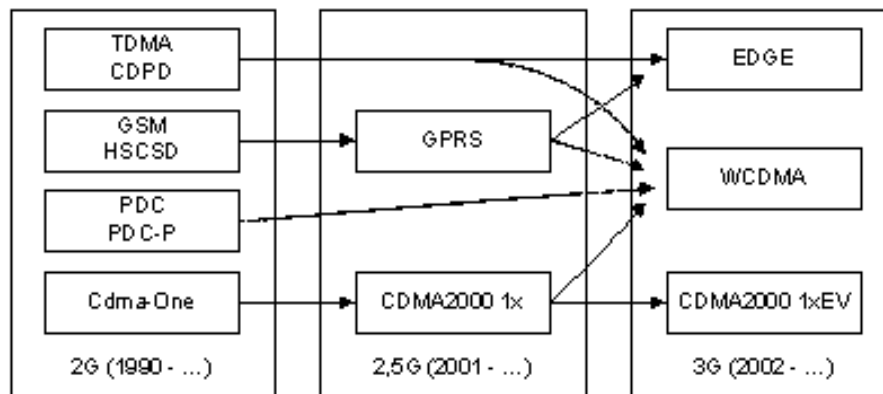 TDMA
CDPD
GSM
HSCSD
PDC
PDC-P
Cdma-One
2G (1990 - ...)
GPRS
CDMA2000 1x
2,5G (2001 - ...)
EDGE
WCDMA
CDMA2000 1xEV
3G (2002 - ...)